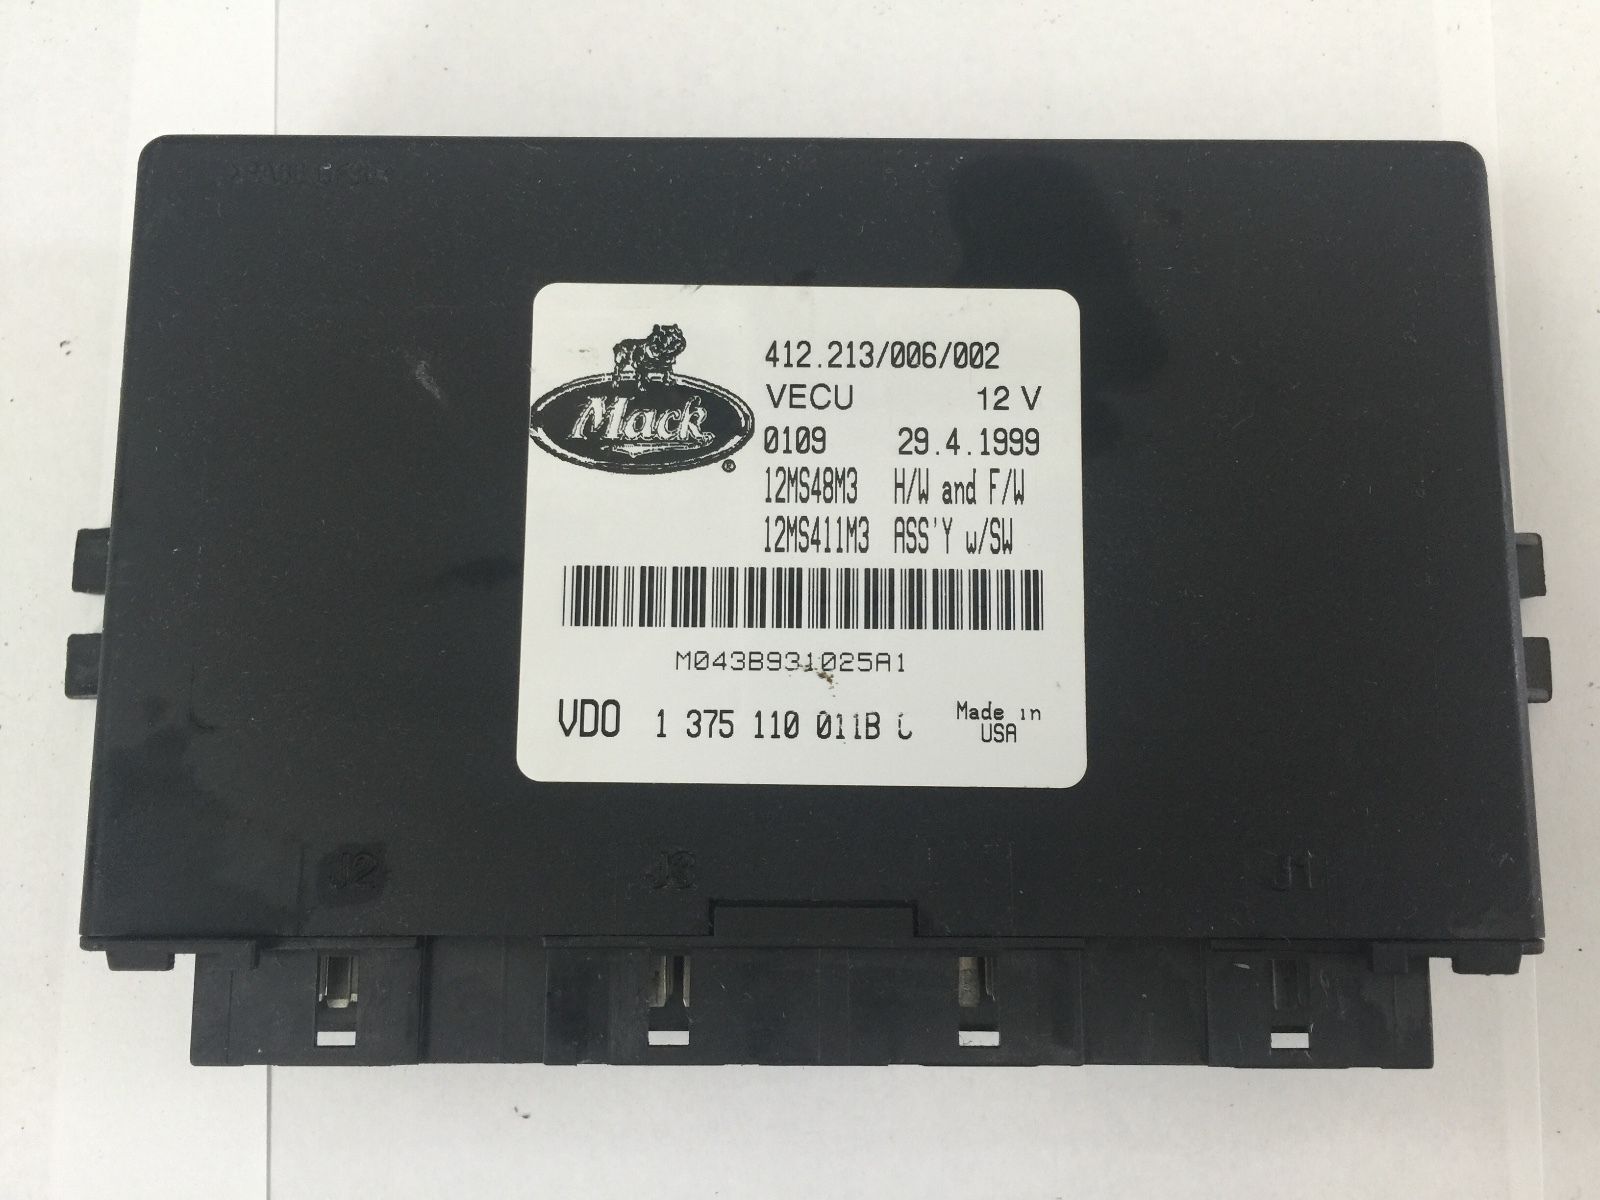 Mack
®
412.213/006/002
VECU 12 V
0109 29.4.1999
12MS48M3 H/W and F/W
12MS411M3 ASS'Y w/SW
M043B931025A1
VDO 1 375 110 011B
Made in
USA
J2 J3 J1